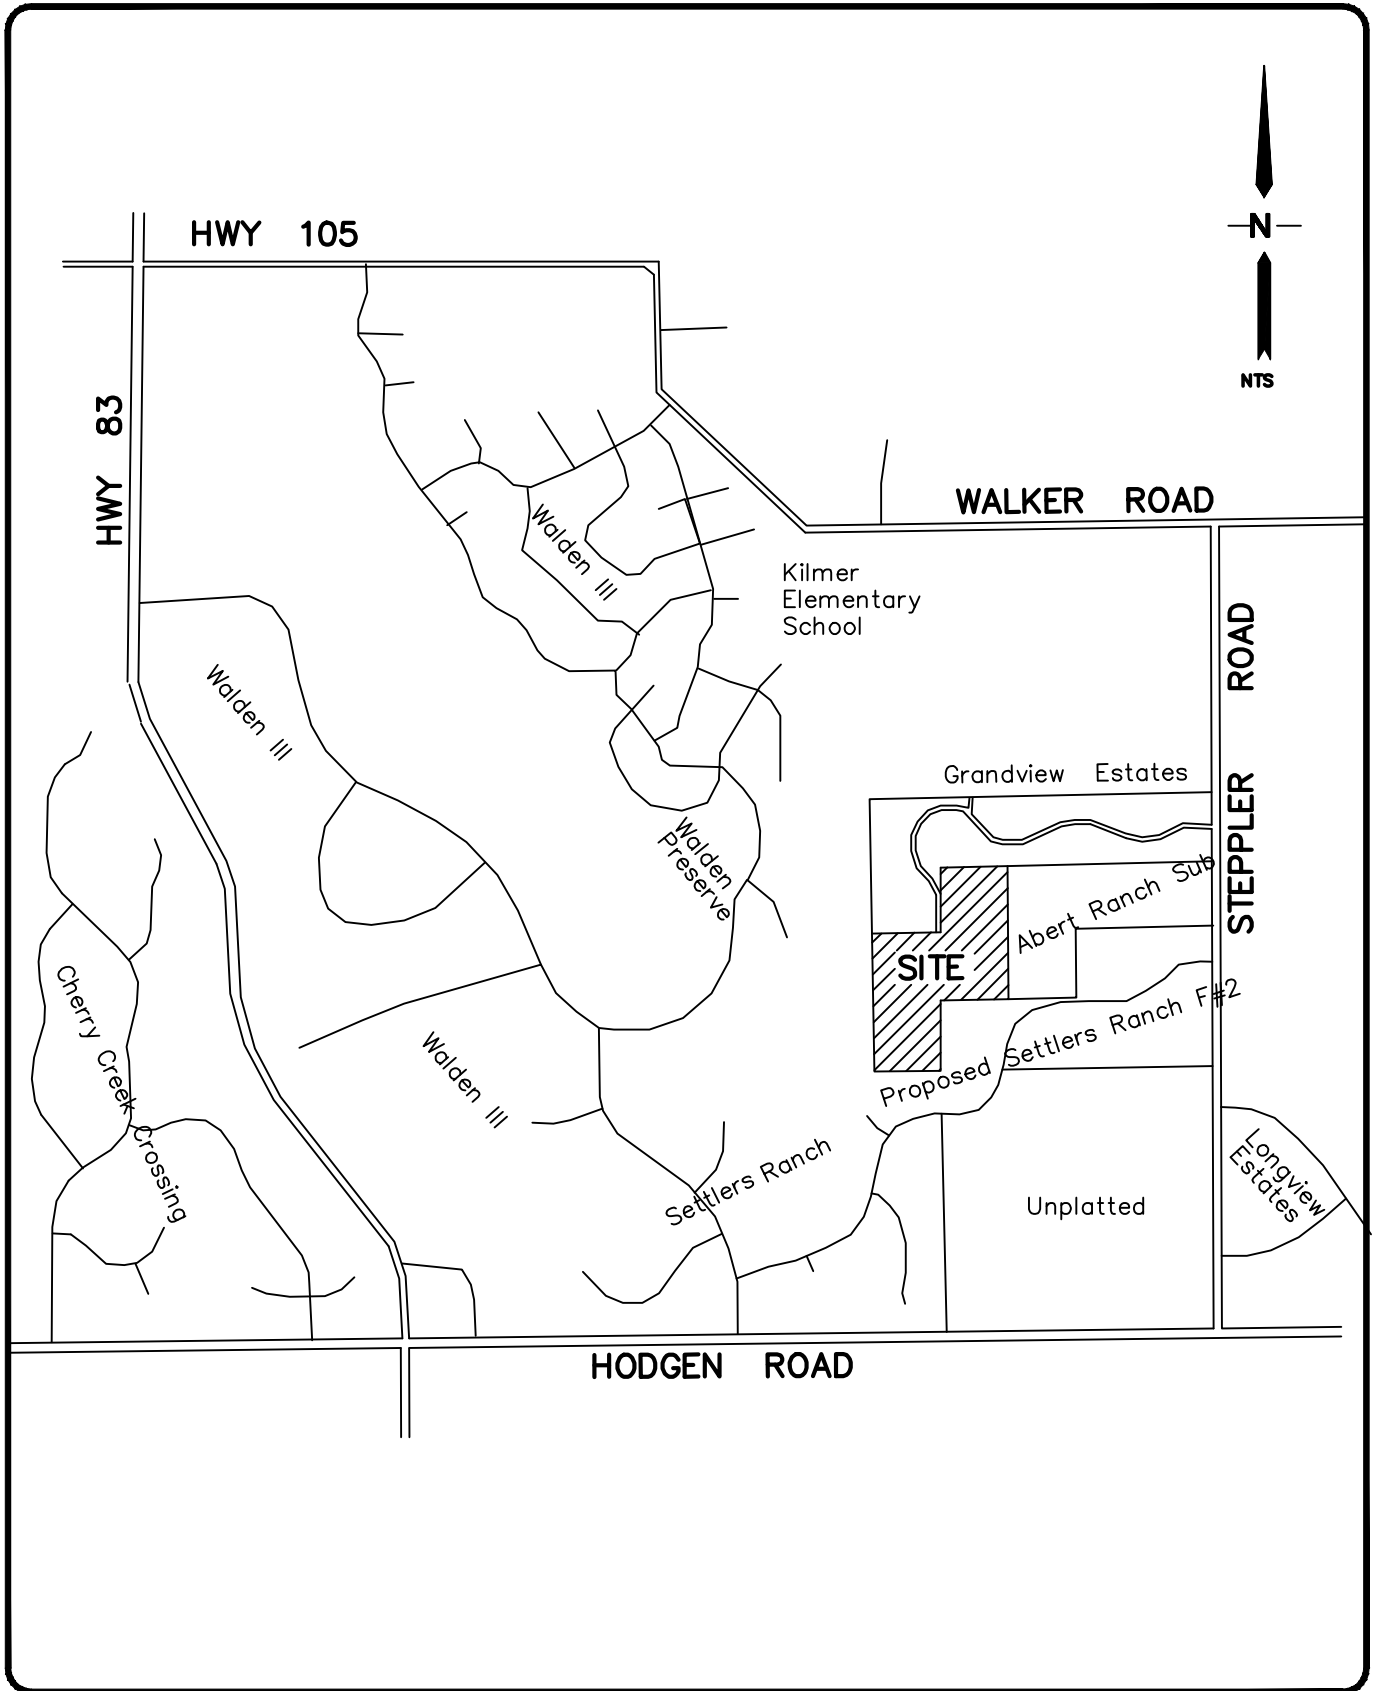 HWY 105
N
NTS
HWY 83
WALKER ROAD
Walden III
Kilmer
Elementary
School
STEPPLER ROAD
Walden III
Grandview Estates
Walden
Preserve
Abert Ranch Sub
SITE
Cherry Creek Crossing
Proposed Settlers Ranch F#2
Walden III
Settlers Ranch
Longview
Estates
Unplatted
HODGEN ROAD